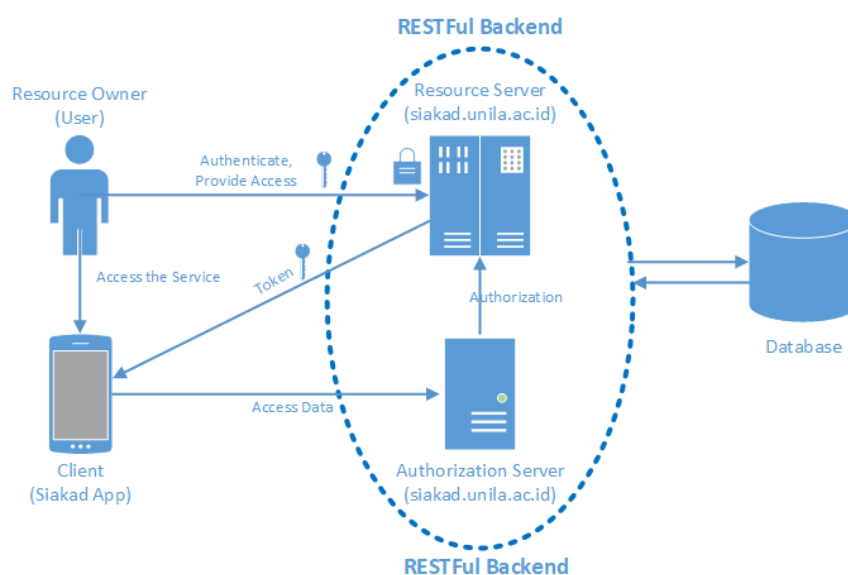 RESTFul Backend
Resource Owner
(User)
Resource Server
(siakad.unila.ac.id)
Authenticate,
Provide Access
Access the Service
Token
Authorization
Database
Access Data
Client
(Siakad App)
Authorization Server
(siakad.unila.ac.id)
RESTFul Backend